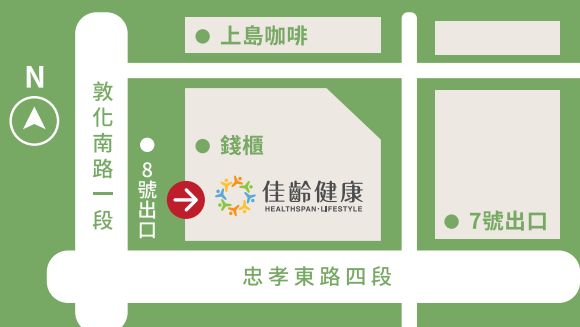 上島咖啡
N
敦化南路一段
錢櫃
8號出口
佳齡健康
HEALTHSPAN·LIFESTYLE
7號出口
忠孝東路四段